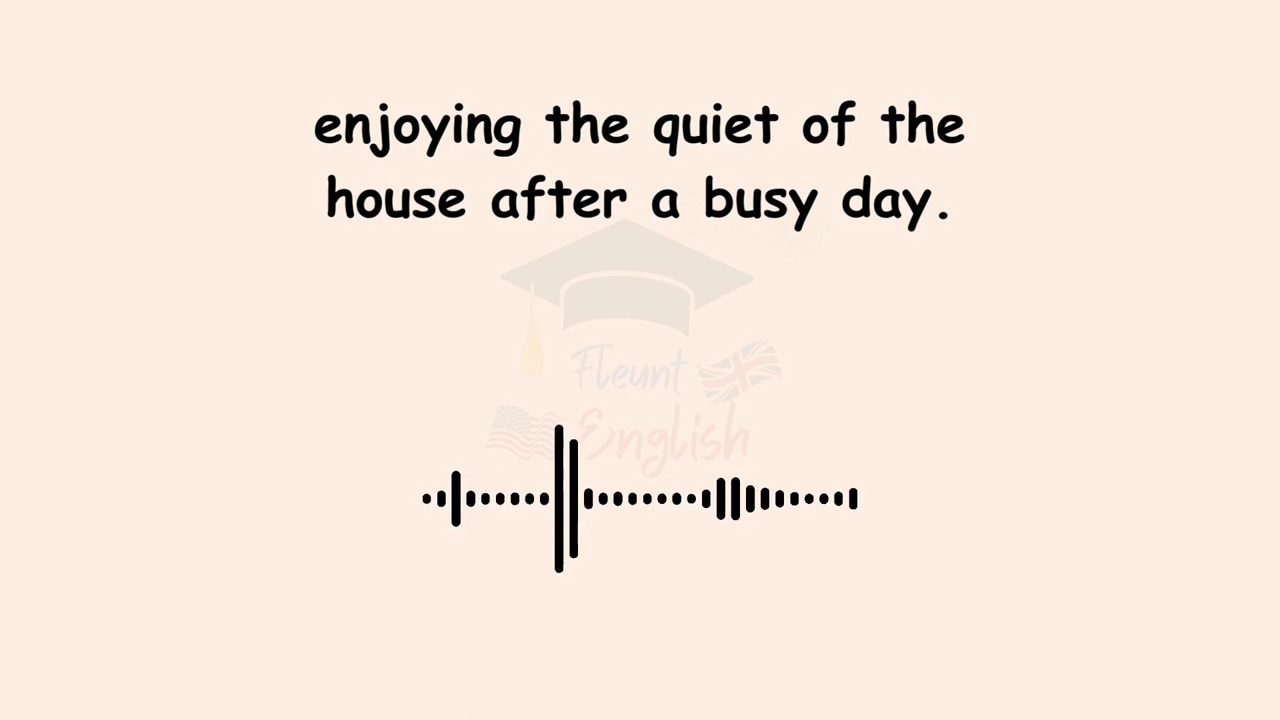 enjoying the quiet of the
house after a busy day.
Fleunt
English